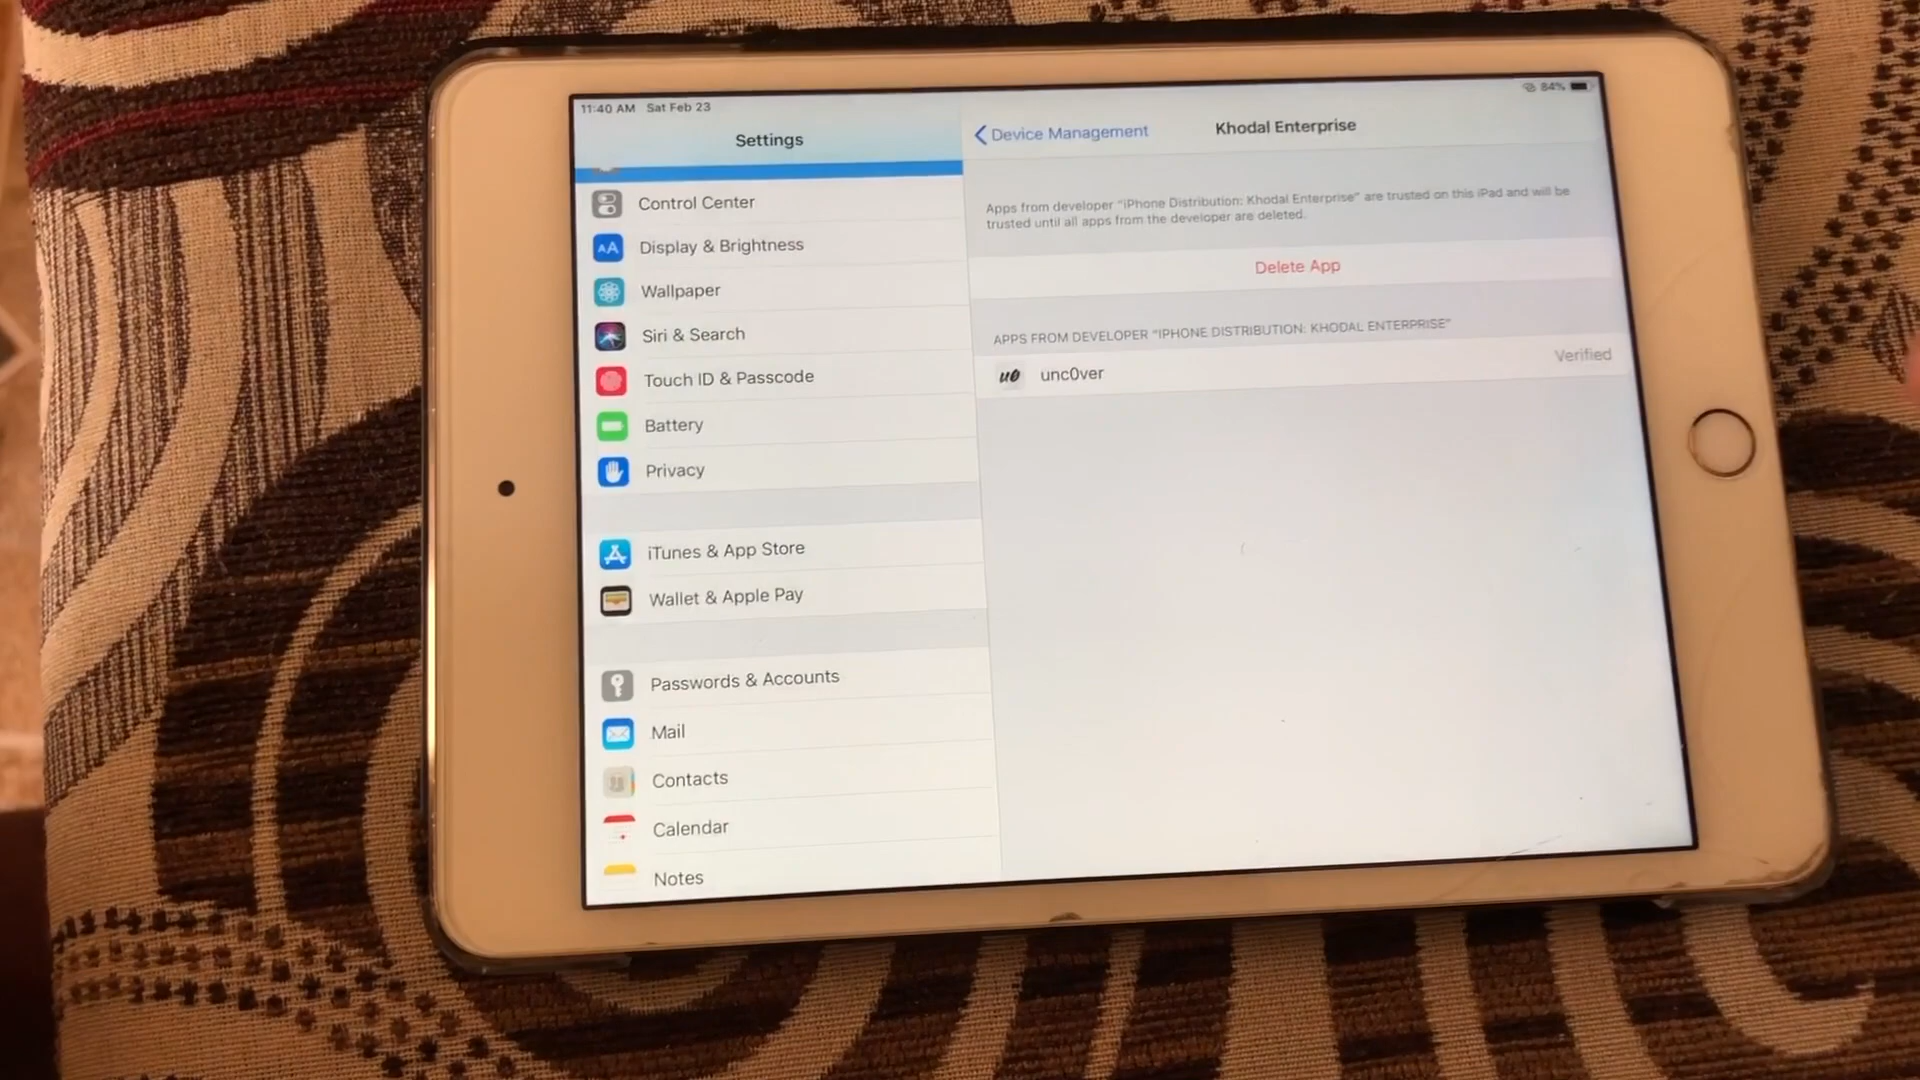 11:40 AM Sat Feb 23
84%
Settings
Control Center
Display & Brightness
Wallpaper
Siri & Search
Touch ID & Passcode
Battery
Privacy
iTunes & App Store
Wallet & Apple Pay
Passwords & Accounts
Mail
Contacts
Calendar
Notes
Device Management
Khodal Enterprise
Apps from developer “iPhone Distribution: Khodal Enterprise” are trusted on this iPad and will be
trusted until all apps from the developer are deleted.
Delete App
APPS FROM DEVELOPER “IPHONE DISTRIBUTION: KHODAL ENTERPRISE”
u0 unc0ver Verified